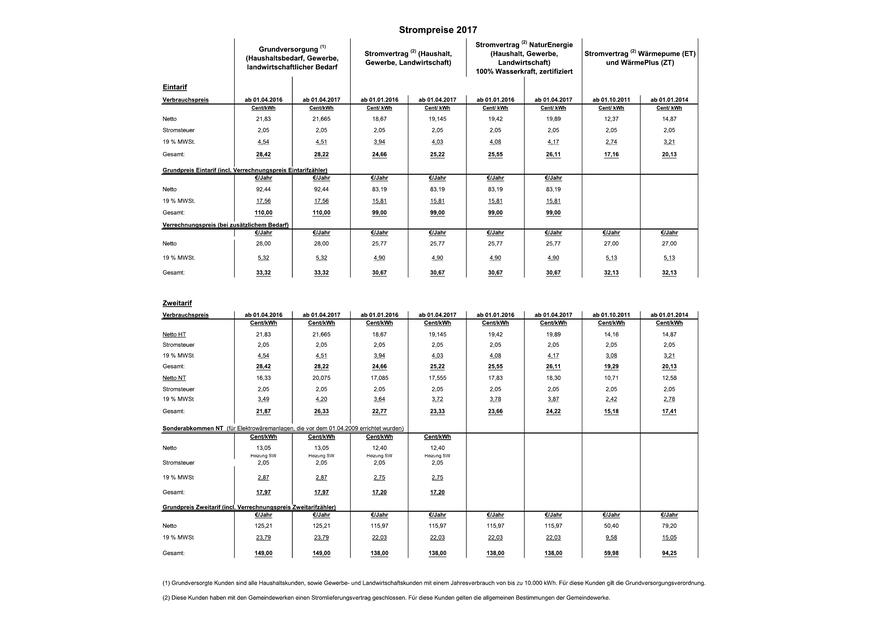 Strompreise 2017
Grundversorgung (1) (Haushaltsbedarf, Gewerbe, landwirtschaftlicher Bedarf
Stromvertrag (2) (Haushalt, Gewerbe, Landwirtschaft)
Stromvertrag (2) NaturEnergie (Haushalt, Gewerbe, Landwirtschaft) 100% Wasserkraft, zertifiziert
Stromvertrag (2) Wärmepume (ET) und WärmePlus (ZT)
Eintarif
Verbrauchspreis ab 01.04.2016 ab 01.04.2017 ab 01.01.2016 ab 01.04.2017 ab 01.01.2016 ab 01.04.2017 ab 01.10.2011 ab 01.01.2014
Cent/kWh Cent/kWh Cent/ kWh Cent/ kWh Cent/ kWh Cent/ kWh Cent/ kWh Cent/ kWh
Netto 21,83 21,665 18,67 19,145 19,42 19,89 12,37 14,87
Stromsteuer 2,05 2,05 2,05 2,05 2,05 2,05 2,05 2,05
19 % MWSt. 4,54 4,51 3,94 4,03 4,08 4,17 2,74 3,21
Gesamt: 28,42 28,22 24,66 25,22 25,55 26,11 17,16 20,13
Grundpreis Eintarif (incl. Verrechnungspreis Eintarifzähler)
€/Jahr €/Jahr €/Jahr €/Jahr €/Jahr €/Jahr
Netto 92,44 92,44 83,19 83,19 83,19 83,19
19 % MWSt. 17,56 17,56 15,81 15,81 15,81 15,81
Gesamt: 110,00 110,00 99,00 99,00 99,00 99,00
Verrechnungspreis (bei zusätzlichem Bedarf)
€/Jahr €/Jahr €/Jahr €/Jahr €/Jahr €/Jahr €/Jahr €/Jahr
Netto 28,00 28,00 25,77 25,77 25,77 25,77 27,00 27,00
19 % MWSt. 5,32 5,32 4,90 4,90 4,90 4,90 5,13 5,13
Gesamt: 33,32 33,32 30,67 30,67 30,67 30,67 32,13 32,13
Zweitarif
Verbrauchspreis ab 01.04.2016 ab 01.04.2017 ab 01.01.2016 ab 01.04.2017 ab 01.01.2016 ab 01.04.2017 ab 01.10.2011 ab 01.01.2014
Cent/kWh Cent/kWh Cent/kWh Cent/kWh Cent/kWh Cent/kWh Cent/kWh Cent/kWh
Netto HT 21,83 21,665 18,67 19,145 19,42 19,89 14,16 14,87
Stromsteuer 2,05 2,05 2,05 2,05 2,05 2,05 2,05 2,05
19 % MWSt 4,54 4,51 3,94 4,03 4,08 4,17 3,08 3,21
Gesamt: 28,42 28,22 24,66 25,22 25,55 26,11 19,29 20,13
Netto NT 16,33 20,075 17,085 17,555 17,83 18,30 10,71 12,58
Stromsteuer 2,05 2,05 2,05 2,05 2,05 2,05 2,05 2,05
19 % MWSt 3,49 4,20 3,64 3,72 3,78 3,87 2,42 2,78
Gesamt: 21,87 26,33 22,77 23,33 23,66 24,22 15,18 17,41
Sonderabkommen NT (für Elektrowäremanlagen, die vor dem 01.04.2009 errichtet wurden)
Cent/kWh Cent/kWh Cent/kWh Cent/kWh
Netto 13,05 13,05 12,40 12,40
Heizung SW Heizung SW Heizung SW Heizung SW
Stromsteuer 2,05 2,05 2,05 2,05
19 % MWSt 2,87 2,87 2,75 2,75
Gesamt: 17,97 17,97 17,20 17,20
Grundpreis Zweitarif (incl. Verrechnungspreis Zweitarifzähler)
€/Jahr €/Jahr €/Jahr €/Jahr €/Jahr €/Jahr €/Jahr €/Jahr
Netto 125,21 125,21 115,97 115,97 115,97 115,97 50,40 79,20
19 % MWSt. 23,79 23,79 22,03 22,03 22,03 22,03 9,58 15,05
Gesamt: 149,00 149,00 138,00 138,00 138,00 138,00 59,98 94,25
(1) Grundversorgte Kunden sind alle Haushaltskunden, sowie Gewerbe- und Landwirtschaftskunden mit einem Jahresverbrauch von bis zu 10.000 kWh. Für diese Kunden gilt die Grundversorgungsverordnung.
(2) Diese Kunden haben mit den Gemeindewerken einen Stromlieferungsvertrag geschlossen. Für diese Kunden gelten die allgemeinen Bestimmungen der Gemeindewerke.